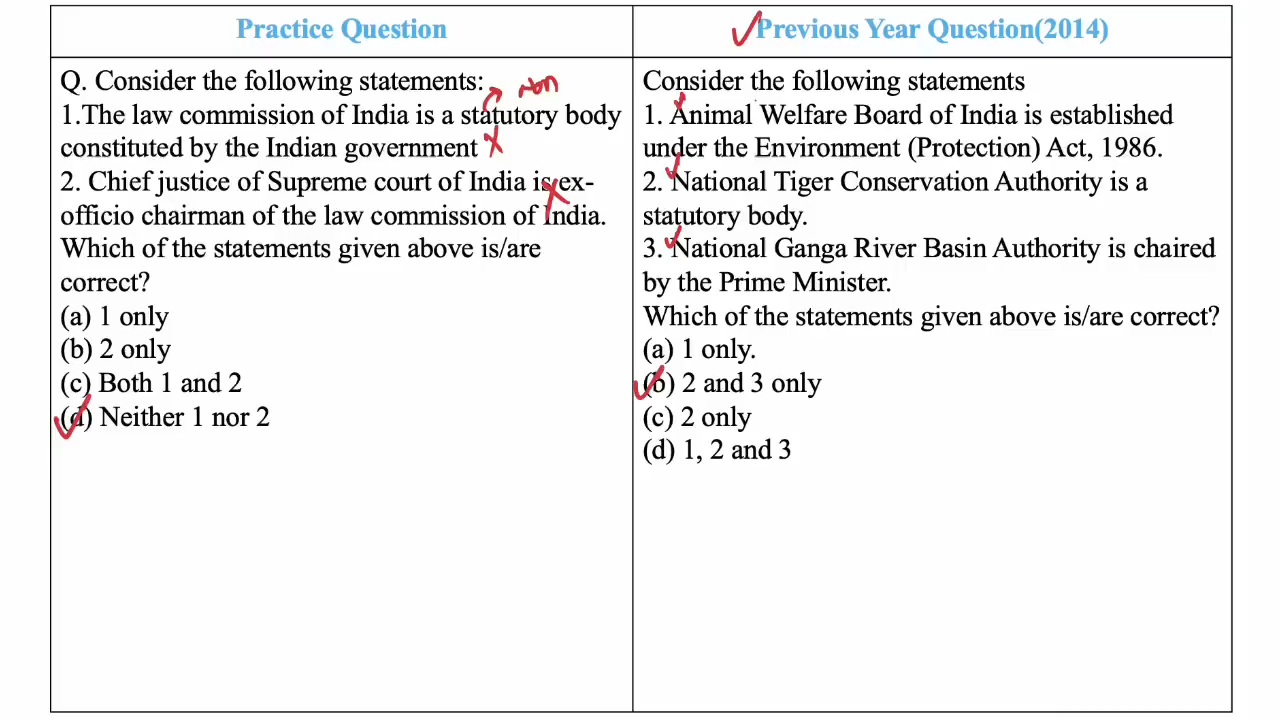 Practice Question
Q. Consider the following statements:
non
1.The law commission of India is a statutory body
constituted by the Indian government
2. Chief justice of Supreme court of India is ex-
officio chairman of the law commission of India.
Which of the statements given above is/are
correct?
(a) 1 only
(b) 2 only
(c) Both 1 and 2
(d) Neither 1 nor 2
Previous Year Question(2014)
Consider the following statements
1. Animal Welfare Board of India is established
under the Environment (Protection) Act, 1986.
2. National Tiger Conservation Authority is a
statutory body.
3. National Ganga River Basin Authority is chaired
by the Prime Minister.
Which of the statements given above is/are correct?
(a) 1 only.
(b) 2 and 3 only
(c) 2 only
(d) 1, 2 and 3